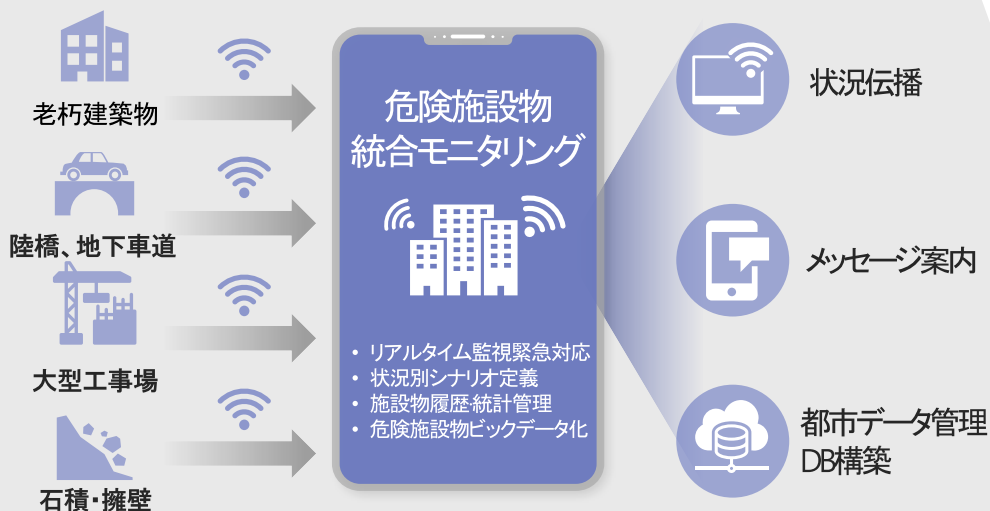 老朽建築物
陸橋、地下車道
大型工事場
石積・擁壁
危険施設物
統合モニタリング
• リアルタイム監視緊急対応
• 状況別シナリオ定義
• 施設物履歴·統計管理
• 危険施設物ビックデータ化
状況伝播
メッセージ案内
都市データ管理
DB構築